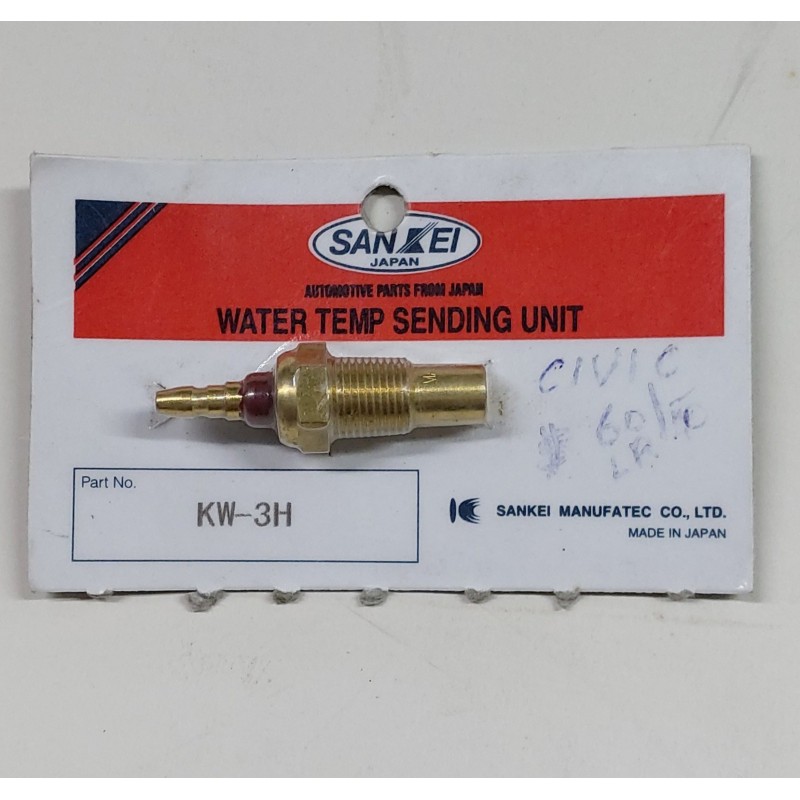 SANKEI
JAPAN
AUTOMOTIVE PARTS FROM JAPAN
WATER TEMP SENDING UNIT
M
CIVIC
60/
Part No.
KW-3H
SANKEI MANUFATEC CO., LTD.
MADE IN JAPAN